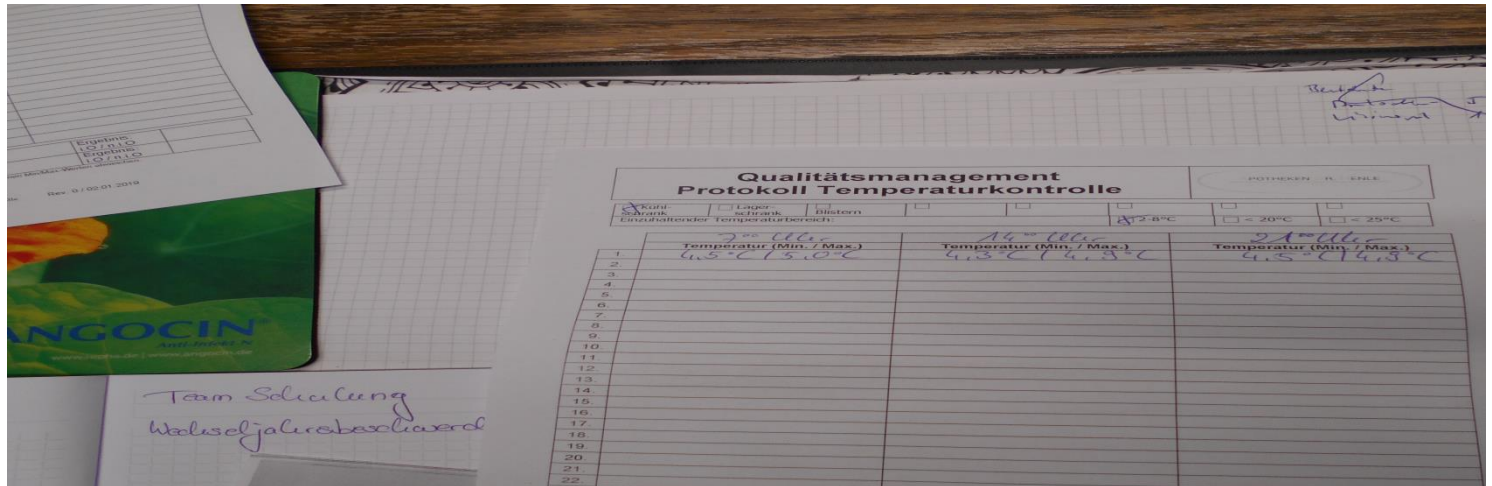 Ergebnis
i.O / n.i.O
Ergebnis
i.O / n.i.O
Rev. 0 / 02.01.2019
Qualitätsmanagement
Protokoll Temperaturkontrolle
Kühl-
schrank
Lager-
schrank
Blistern
Einzuhaltender Temperaturbereich:
2-8°C
< 20°C
< 25°C
7⁰⁰ Uhr 14⁰⁰ Uhr 21⁰⁰ Uhr
Temperatur (Min. / Max.) Temperatur (Min. / Max.) Temperatur (Min. / Max.)
1. 4,5°C / 5,0°C 4,3°C / 4,9°C 4,5°C / 4,9°C
2.
3.
4.
5.
6.
7.
8.
9.
10.
11.
12.
13.
14.
15.
16.
17.
18.
19.
20.
21.
22.
ANGOCIN
Anti-Infekt N
www.angocin.de
Team Schulung
Wechseljahresbeschwerd